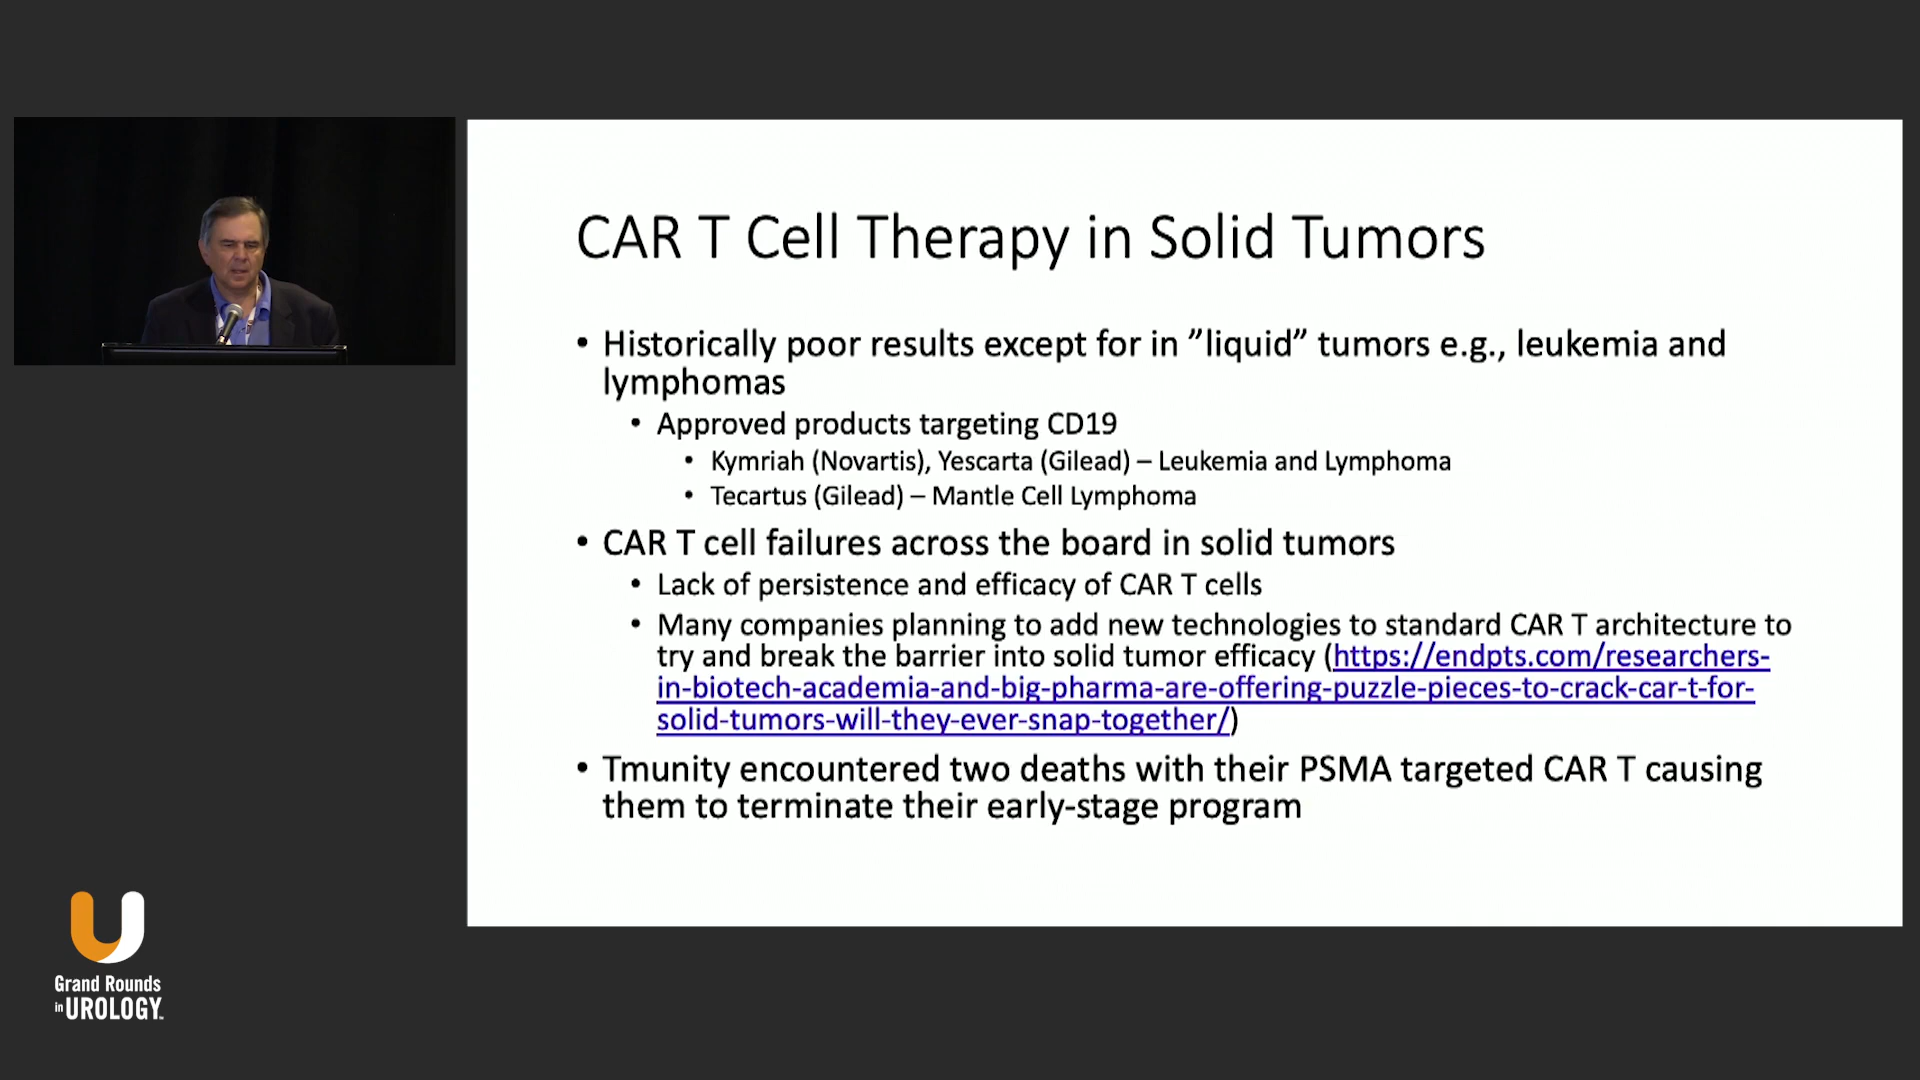 CAR T Cell Therapy in Solid Tumors
• Historically poor results except for in ”liquid” tumors e.g., leukemia and
lymphomas
• Approved products targeting CD19
• Kymriah (Novartis), Yescarta (Gilead) – Leukemia and Lymphoma
• Tecartus (Gilead) – Mantle Cell Lymphoma
• CAR T cell failures across the board in solid tumors
• Lack of persistence and efficacy of CAR T cells
• Many companies planning to add new technologies to standard CAR T architecture to
try and break the barrier into solid tumor efficacy (https://endpts.com/researchers-
in-biotech-academia-and-big-pharma-are-offering-puzzle-pieces-to-crack-car-t-for-
solid-tumors-will-they-ever-snap-together/)
• Tmunity encountered two deaths with their PSMA targeted CAR T causing
them to terminate their early-stage program
Grand Rounds
in UROLOGY™